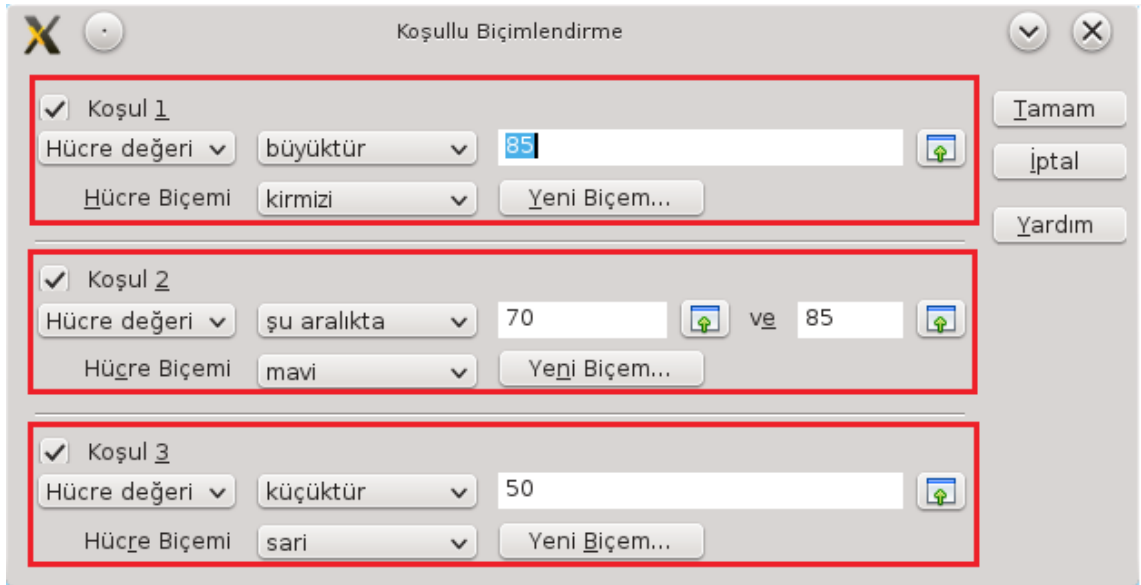 Koşullu Biçimlendirme
Koşul 1
Hücre değeri büyüktür 85
Hücre Biçemi kirmizi Yeni Biçem...
Koşul 2
Hücre değeri şu aralıkta 70 ve 85
Hücre Biçemi mavi Yeni Biçem...
Koşul 3
Hücre değeri küçüktür 50
Hücre Biçemi sari Yeni Biçem...
Tamam
İptal
Yardım